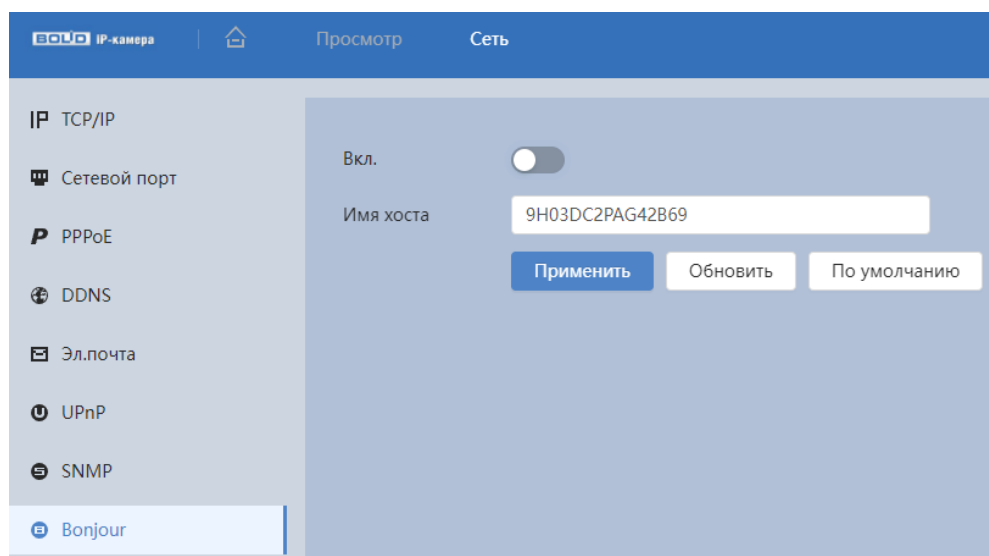 BOLID IP-камера
Просмотр
Сеть
TCP/IP
Сетевой порт
PPPoE
DDNS
Эл.почта
UPnP
SNMP
Bonjour
Вкл.
Имя хоста
9H03DC2PAG42B69
Применить
Обновить
По умолчанию